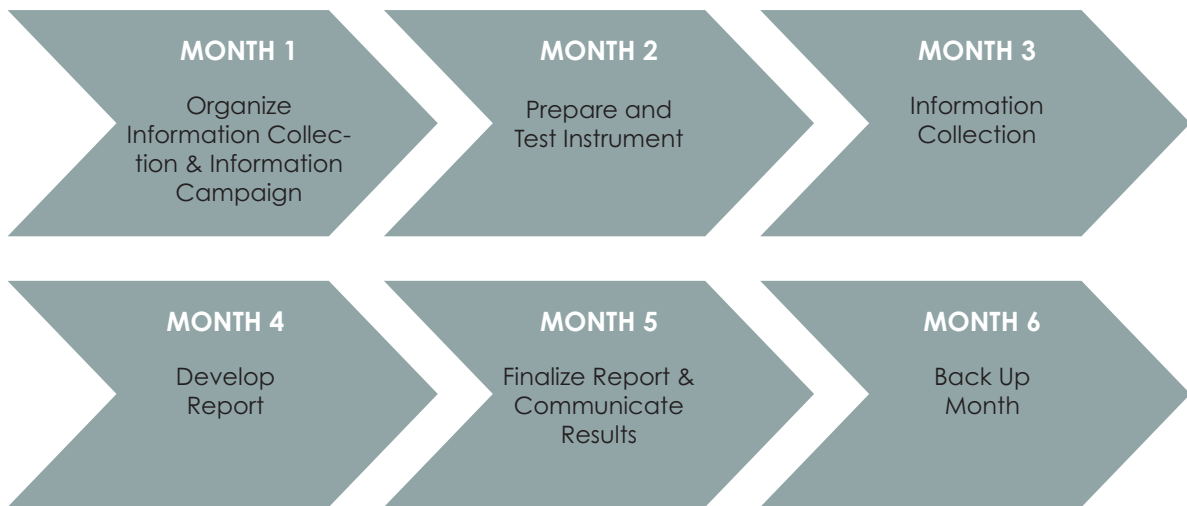 MONTH 1
Organize
Information Collec-
tion & Information
Campaign
MONTH 2
Prepare and
Test Instrument
MONTH 3
Information
Collection
MONTH 4
Develop
Report
MONTH 5
Finalize Report &
Communicate
Results
MONTH 6
Back Up
Month